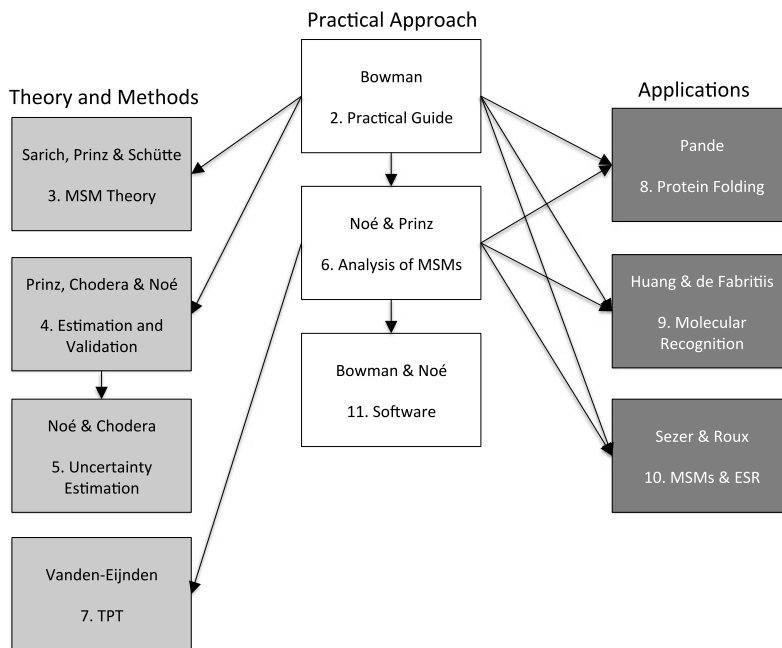 Practical Approach
Bowman
2. Practical Guide
Noé & Prinz
6. Analysis of MSMs
Bowman & Noé
11. Software
Theory and Methods
Sarich, Prinz & Schütte
3. MSM Theory
Prinz, Chodera & Noé
4. Estimation and
Validation
Noé & Chodera
5. Uncertainty
Estimation
Vanden-Eijnden
7. TPT
Applications
Pande
8. Protein Folding
Huang & de Fabritiis
9. Molecular
Recognition
Sezer & Roux
10. MSMs & ESR